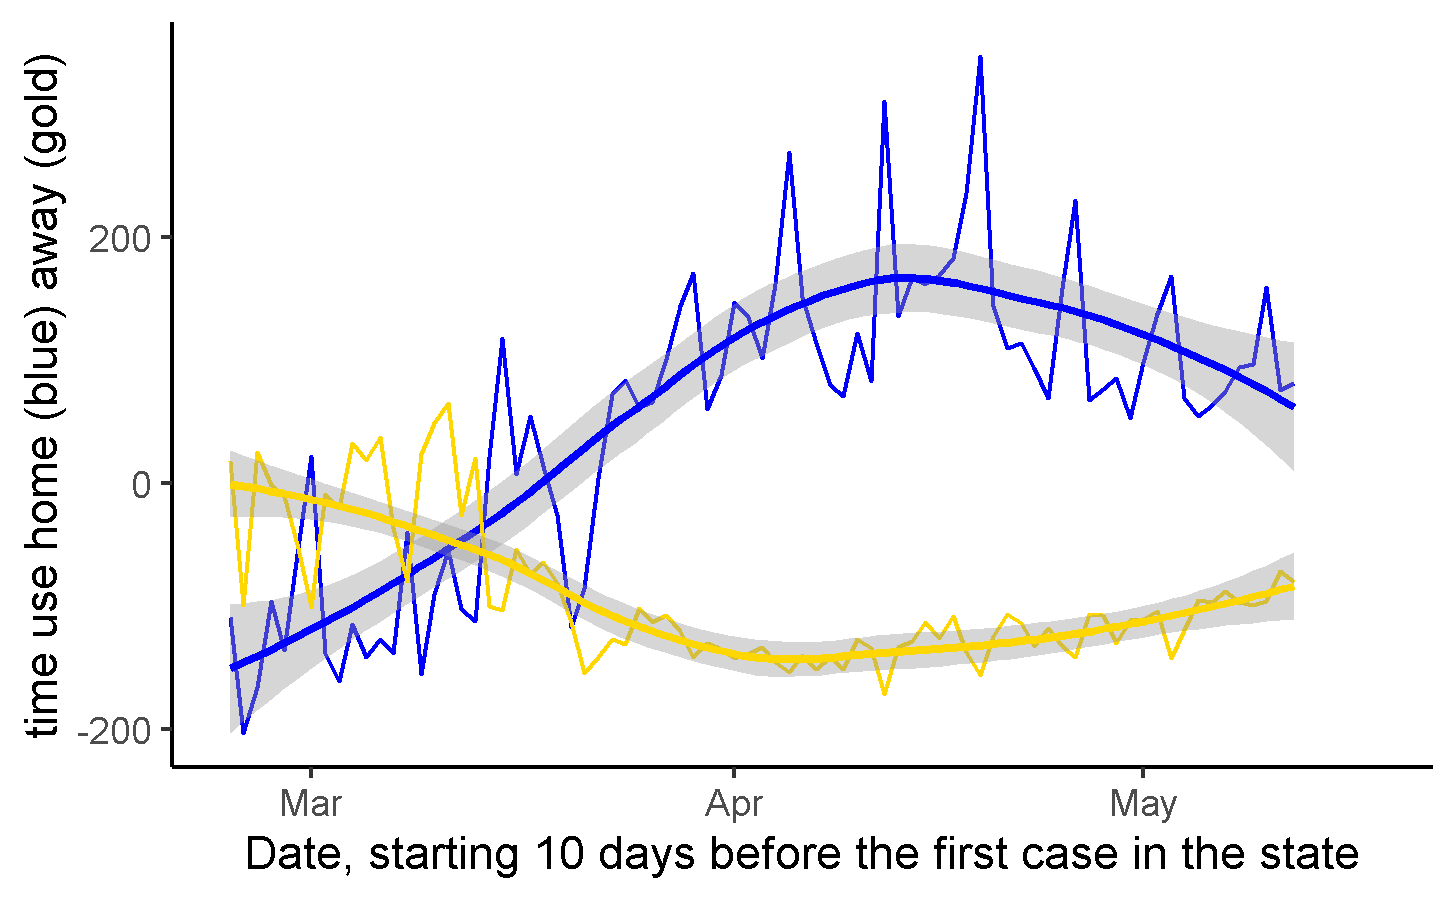 time use home (blue) away (gold)
200
0
-200
Mar Apr May
Date, starting 10 days before the first case in the state